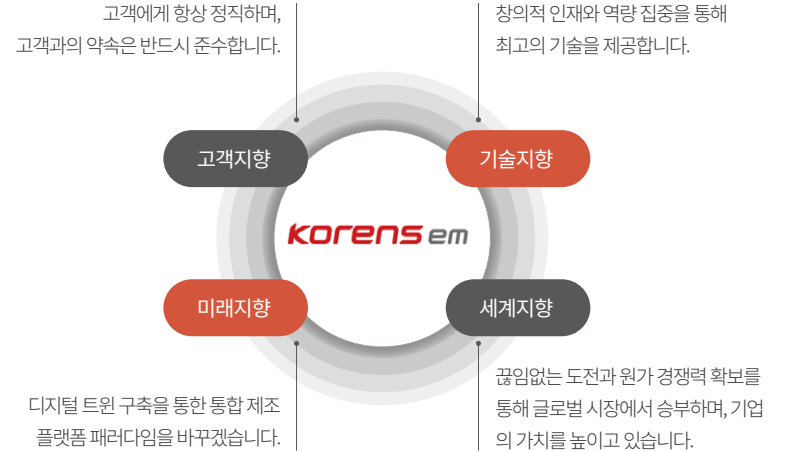 고객에게 항상 정직하며,
고객과의 약속은 반드시 준수합니다.
창의적 인재와 역량 집중을 통해
최고의 기술을 제공합니다.
고객지향
기술지향
korens em
미래지향
세계지향
디지털 트윈 구축을 통한 통합 제조
플랫폼 패러다임을 바꾸겠습니다.
끊임없는 도전과 원가 경쟁력 확보를
통해 글로벌 시장에서 승부하며, 기업
의 가치를 높이고 있습니다.